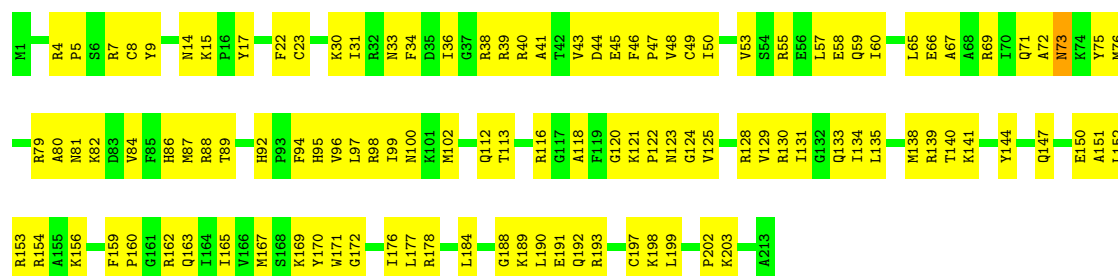 M1 R4 P5 S6 R7 C8 Y9 N14 K15 P16 Y17 F22 C23 K30 I31 R32 N33 F34 D35 I36 G37 R38 R39 R40 A41 T42 V43 D44 E45 F46 P47 V48 C49 I50 V53 S54 R55 E56 L57 E58 Q59 I60 L65 E66 A67 A68 R69 I70 Q71 A72 N73 K74 Y75 M76
R79 A80 N81 K82 D83 V84 F85 H86 M87 R88 T89 H92 P93 F94 H95 V96 L97 R98 I99 N100 K101 M102 Q112 T113 R116 G117 A118 F119 G120 K121 P122 N123 G124 V125 R128 V129 R130 I131 G132 Q133 I134 L135 M138 R139 T140 K141 Y144 Q147 E150 A151 L152
R153 R154 A155 K156 F159 P160 G161 R162 Q163 I164 I165 V166 M167 S168 K169 Y170 W171 G172 I176 L177 R178 L184 G188 K189 L190 E191 Q192 R193 C197 K198 L199 P202 K203 A213